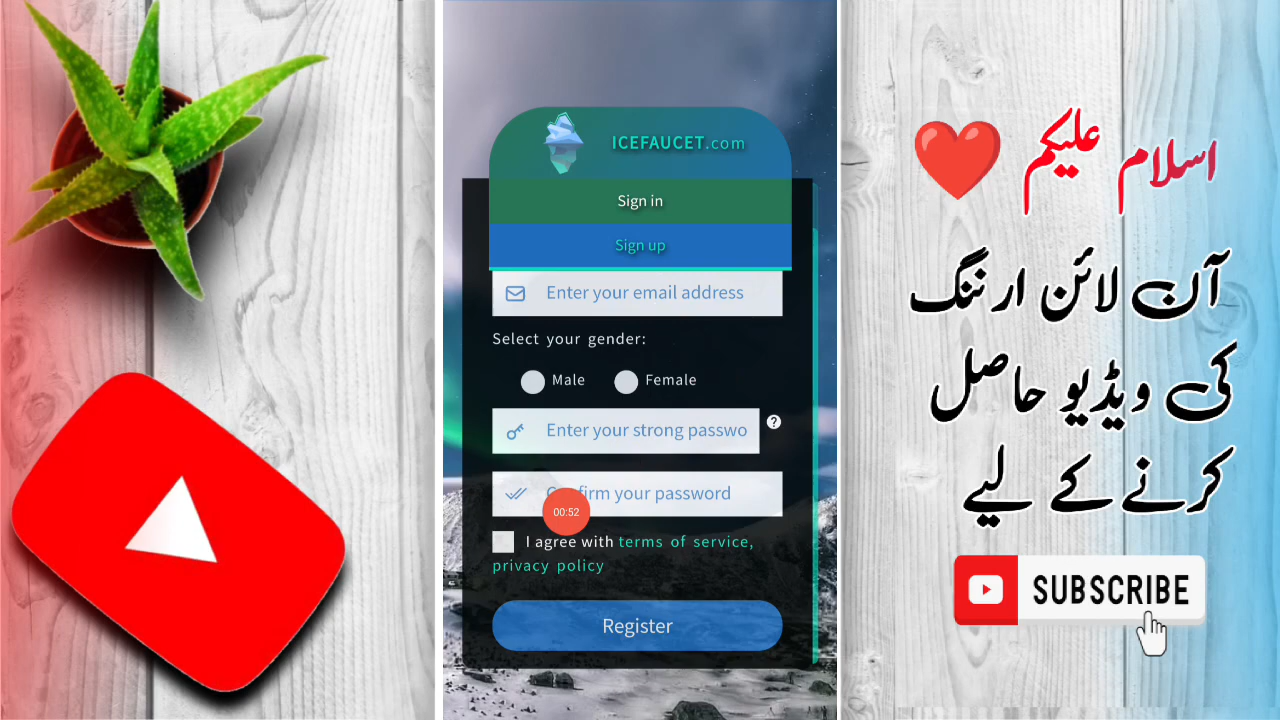 ICEFAUCET.com
Sign in
Sign up
Enter your email address
Select your gender:
Male Female
Enter your strong passwo
?
Confirm your password
00:52
I agree with terms of service,
privacy policy
Register
اسلام علیکم
آن لائن ارننگ
کی ویڈیو حاصل
کرنے کے لیے
SUBSCRIBE